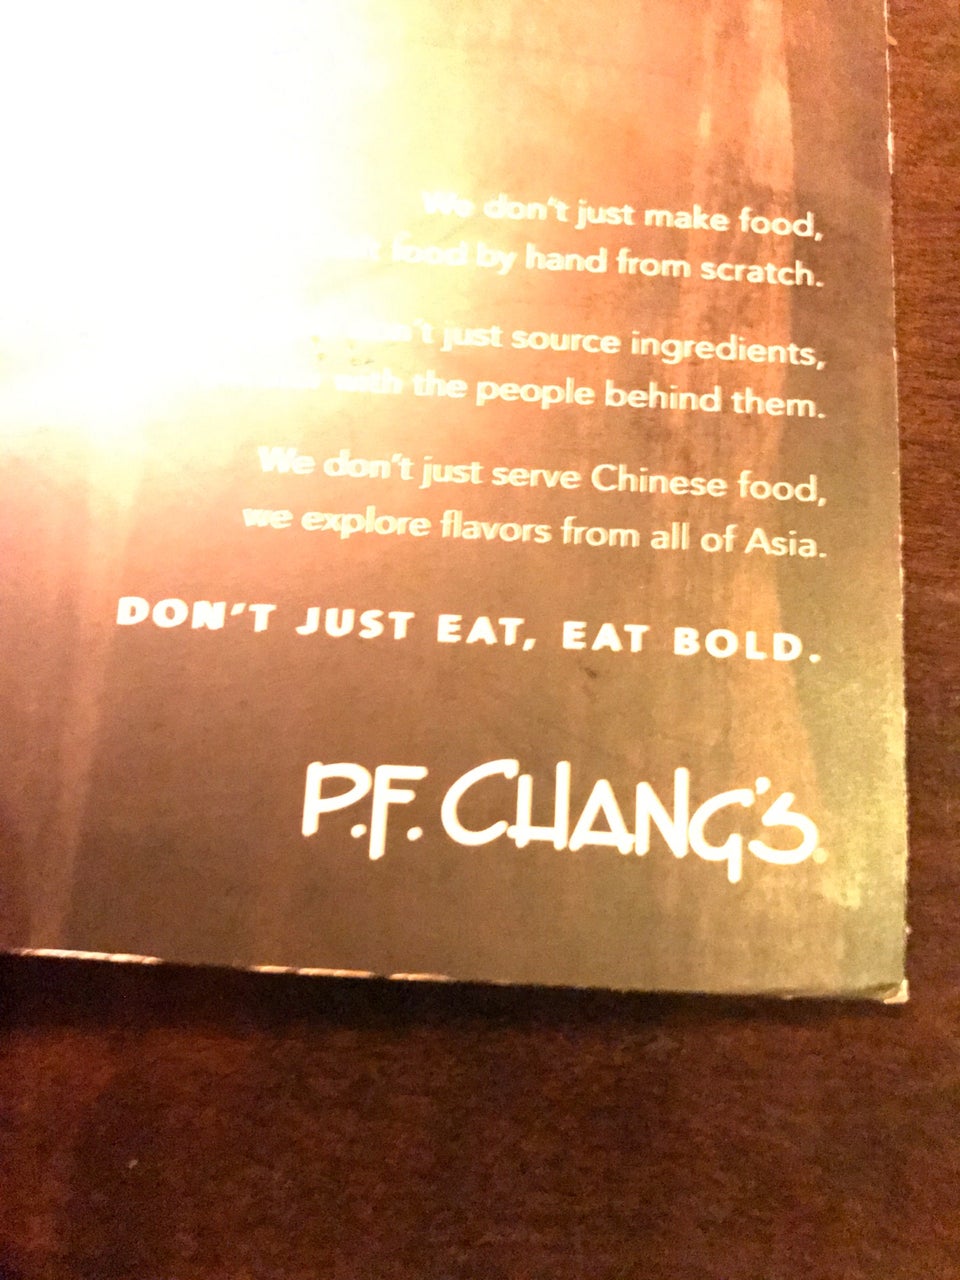 We don't just make food,
food by hand from scratch.
just source ingredients,
with the people behind them.
We don't just serve Chinese food,
we explore flavors from all of Asia.
DON'T JUST EAT, EAT BOLD.
P.F. CHANG'S